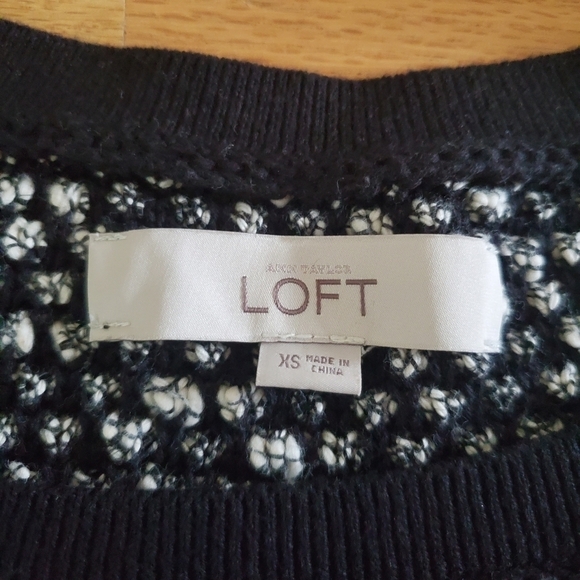 ANN TAYLOR
LOFT
XS MADE IN
CHINA